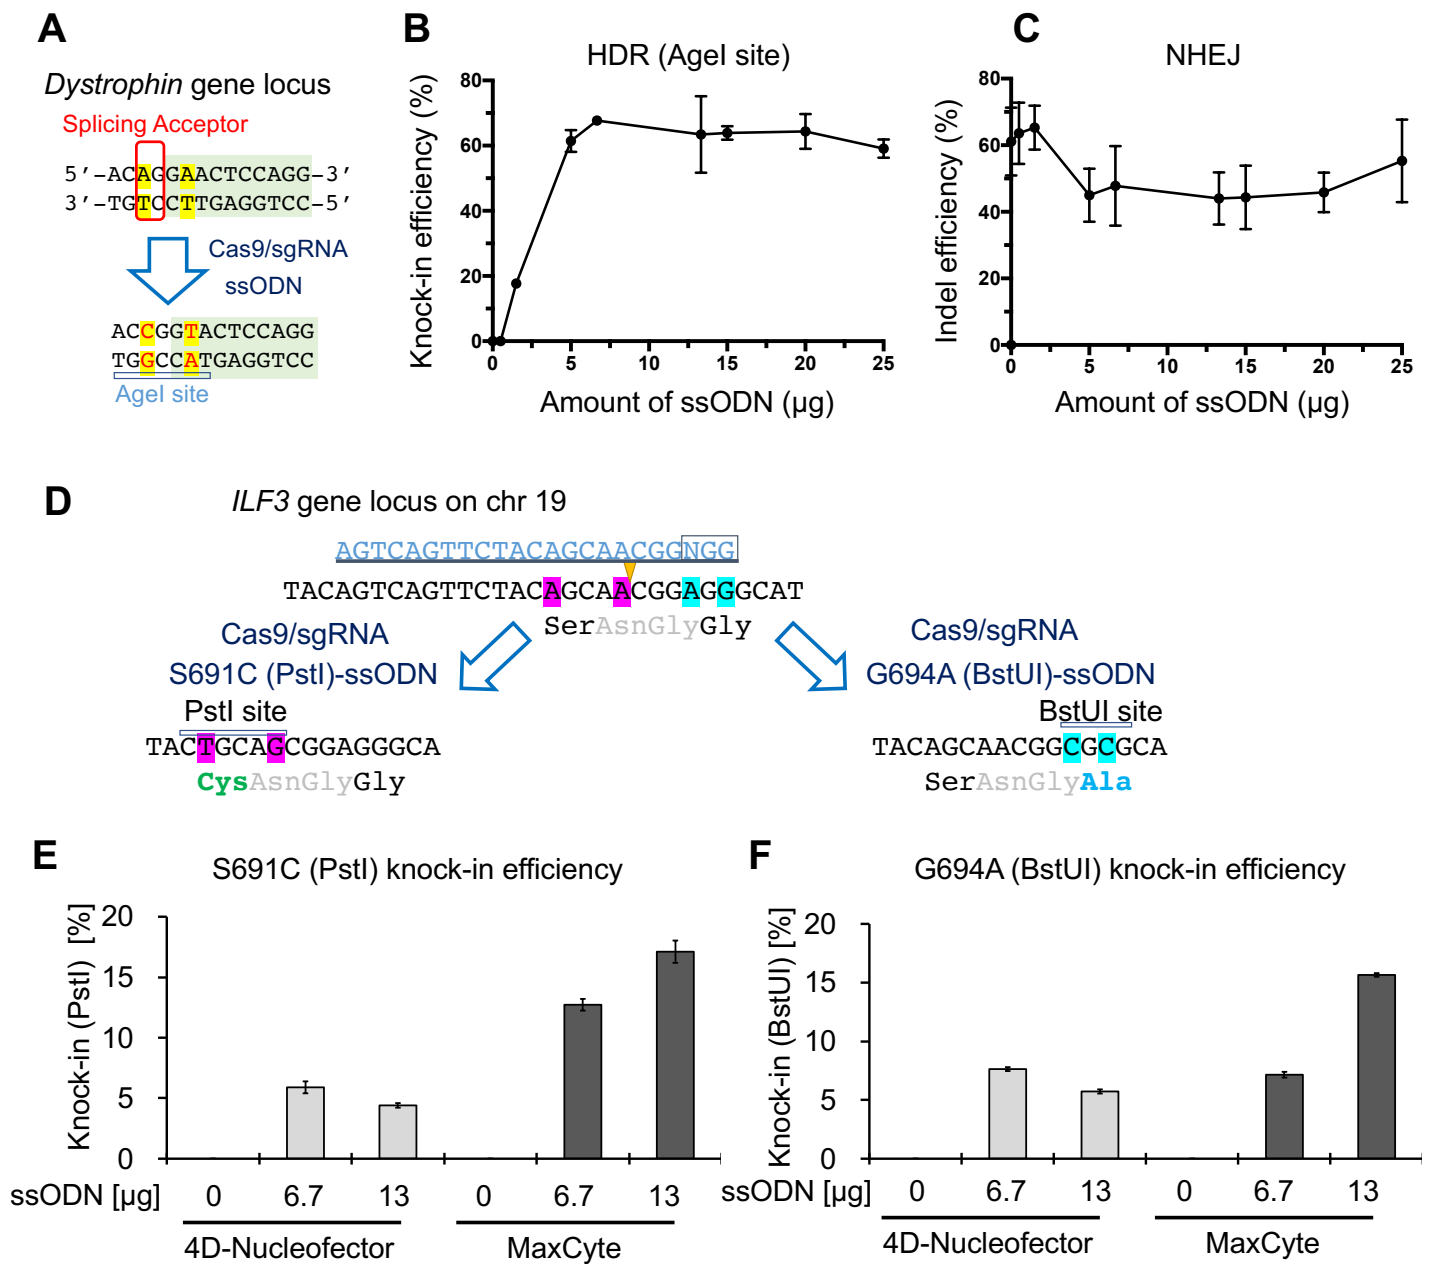 A
Dystrophin gene locus
Splicing Acceptor
5′-ACAGGAACTCCAGG-3′
3′-TGTCCTTGAGGTCC-5′
Cas9/sgRNA
ssODN
ACCGGTACTCCAGG
TGGCCATGAGGTCC
AgeI site
B
HDR (AgeI site)
Knock-in efficiency (%)
80
60
40
20
0
0 5 10 15 20 25
Amount of ssODN (µg)
C
NHEJ
Indel efficiency (%)
80
60
40
20
0
0 5 10 15 20 25
Amount of ssODN (µg)
D
ILF3 gene locus on chr 19
AGTCAGTTCTACAGCAACGGNGG
TACAGTCAGTTCTACAGCAACGGAGGGCAT
SerAsnGlyGly
Cas9/sgRNA
S691C (PstI)-ssODN
PstI site
TACTGCAGCGGAGGGCA
CysAsnGlyGly
Cas9/sgRNA
G694A (BstUI)-ssODN
BstUI site
TACAGCAACGGCGCGCA
SerAsnGlyAla
E
S691C (PstI) knock-in efficiency
Knock-in (PstI) [%]
20
15
10
5
0
ssODN [µg] 0 6.7 13 0 6.7 13
4D-Nucleofector MaxCyte
F
G694A (BstUI) knock-in efficiency
Knock-in (BstUI) [%]
20
15
10
5
0
ssODN [µg] 0 6.7 13 0 6.7 13
4D-Nucleofector MaxCyte